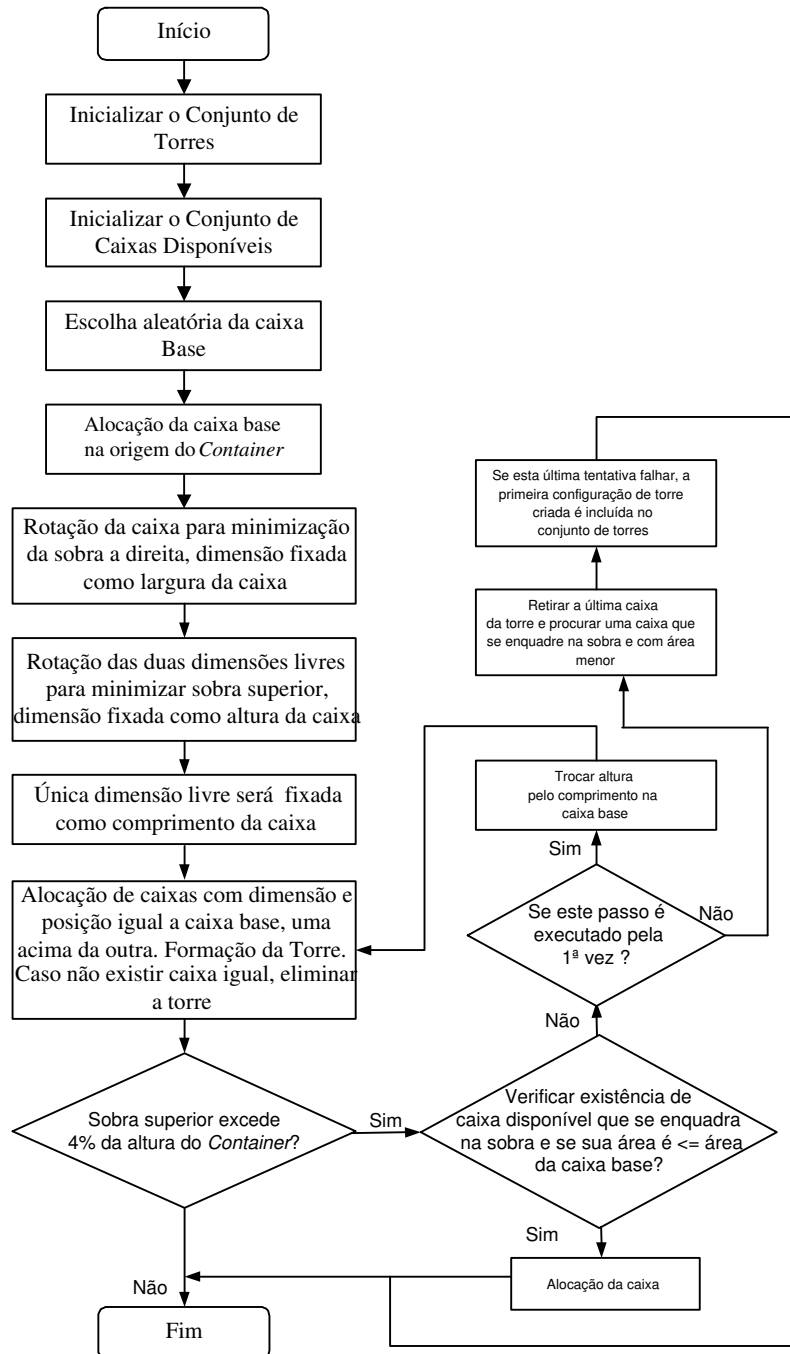 Início
Inicializar o Conjunto de
Torres
Inicializar o Conjunto de
Caixas Disponíveis
Escolha aleatória da caixa
Base
Alocação da caixa base
na origem do Container
Rotação da caixa para minimização
da sobra a direita, dimensão fixada
como largura da caixa
Rotação das duas dimensões livres
para minimizar sobra superior,
dimensão fixada como altura da caixa
Única dimensão livre será fixada
como comprimento da caixa
Alocação de caixas com dimensão e
posição igual a caixa base, uma
acima da outra. Formação da Torre.
Caso não existir caixa igual, eliminar
a torre
Sobra superior excede
4% da altura do Container?
Sim
Não
Fim
Verificar existência de
caixa disponível que se enquadra
na sobra e se sua área é <= área
da caixa base?
Sim
Alocação da caixa
Não
Se este passo é
executado pela
1ª vez ?
Sim
Não
Trocar altura
pelo comprimento na
caixa base
Retirar a última caixa
da torre e procurar uma caixa que
se enquadre na sobra e com área
menor
Se esta última tentativa falhar, a
primeira configuração de torre
criada é incluída no
conjunto de torres